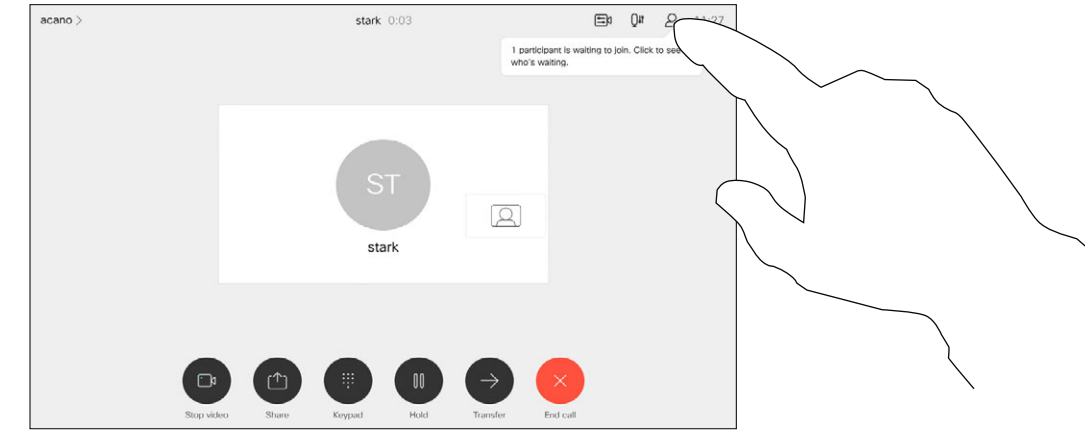 acano >
stark 0:03
1 participant is waiting to join. Click to see
who's waiting.
ST
stark
Stop video
Share
Keypad
Hold
Transfer
End call